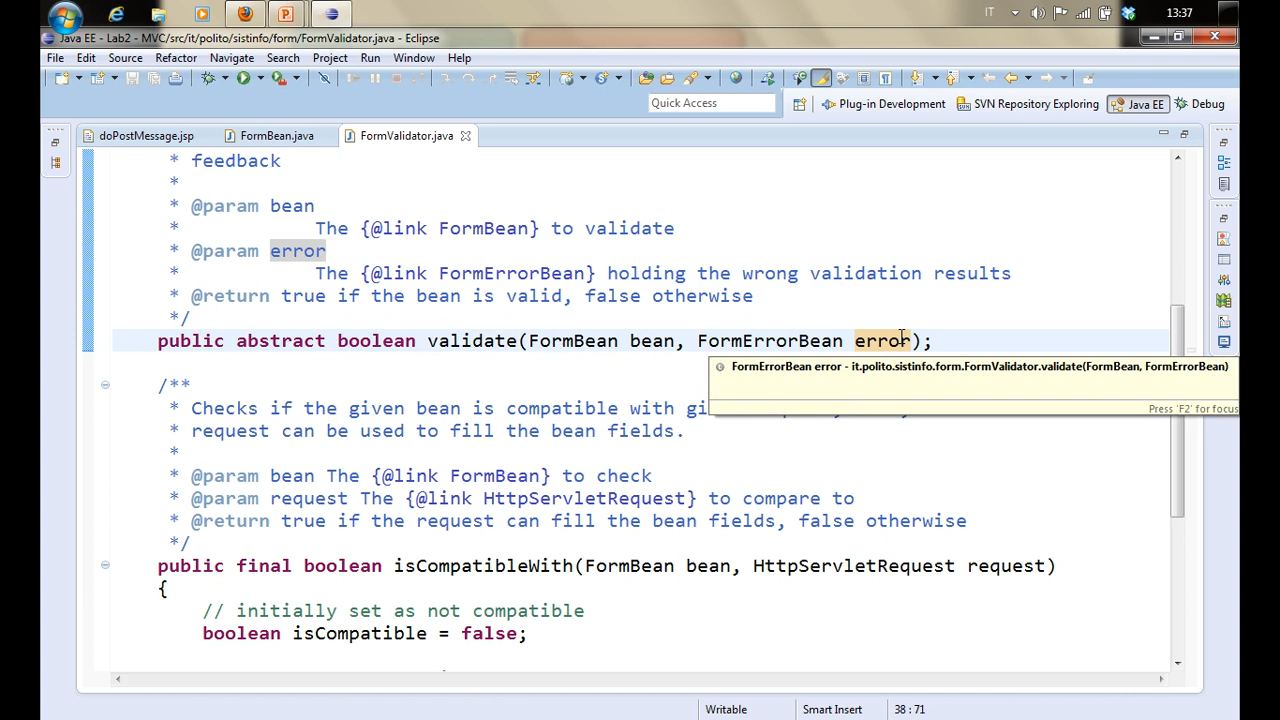 IT
13:37
Java EE - Lab2 - MVC/src/it/polito/sistinfo/form/FormValidator.java - Eclipse
File Edit Source Refactor Navigate Search Project Run Window Help
Quick Access
Plug-in Development
SVN Repository Exploring
Java EE
Debug
doPostMessage.jsp
FormBean.java
FormValidator.java
* feedback
*
* @param bean
* The {@link FormBean} to validate
* @param error
* The {@link FormErrorBean} holding the wrong validation results
* @return true if the bean is valid, false otherwise
*/
public abstract boolean validate(FormBean bean, FormErrorBean error);
FormErrorBean error - it.polito.sistinfo.form.FormValidator.validate(FormBean, FormErrorBean)
Press 'F2' for focus
/**
* Checks if the given bean is compatible with
* request can be used to fill the bean fields.
*
* @param bean The {@link FormBean} to check
* @param request The {@link HttpServletRequest} to compare to
* @return true if the request can fill the bean fields, false otherwise
*/
public final boolean isCompatibleWith(FormBean bean, HttpServletRequest request)
{
// initially set as not compatible
boolean isCompatible = false;
Writable
Smart Insert
38 : 71